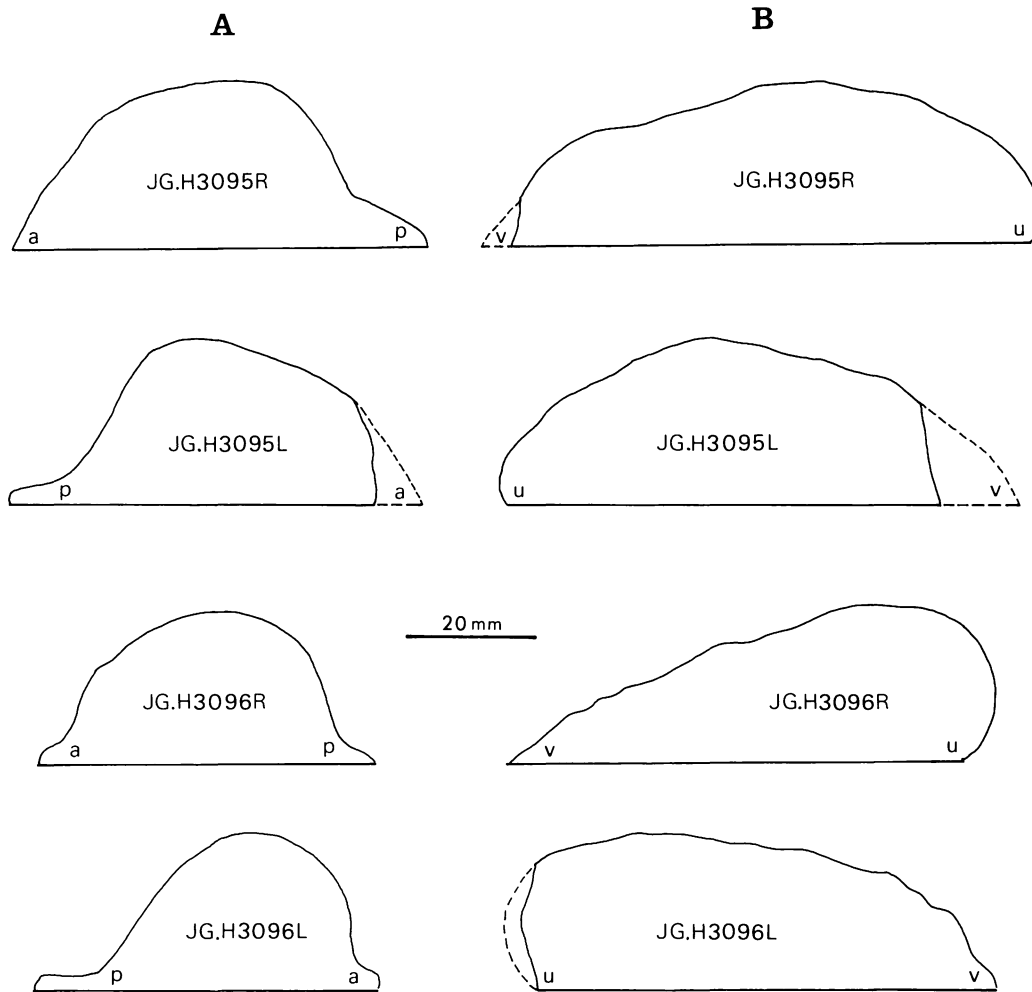 A B
JG.H3095R JG.H3095R
a p v u
JG.H3095L JG.H3095L
p a u v
20 mm
JG.H3096R JG.H3096R
a p v u
JG.H3096L JG.H3096L
p a u v